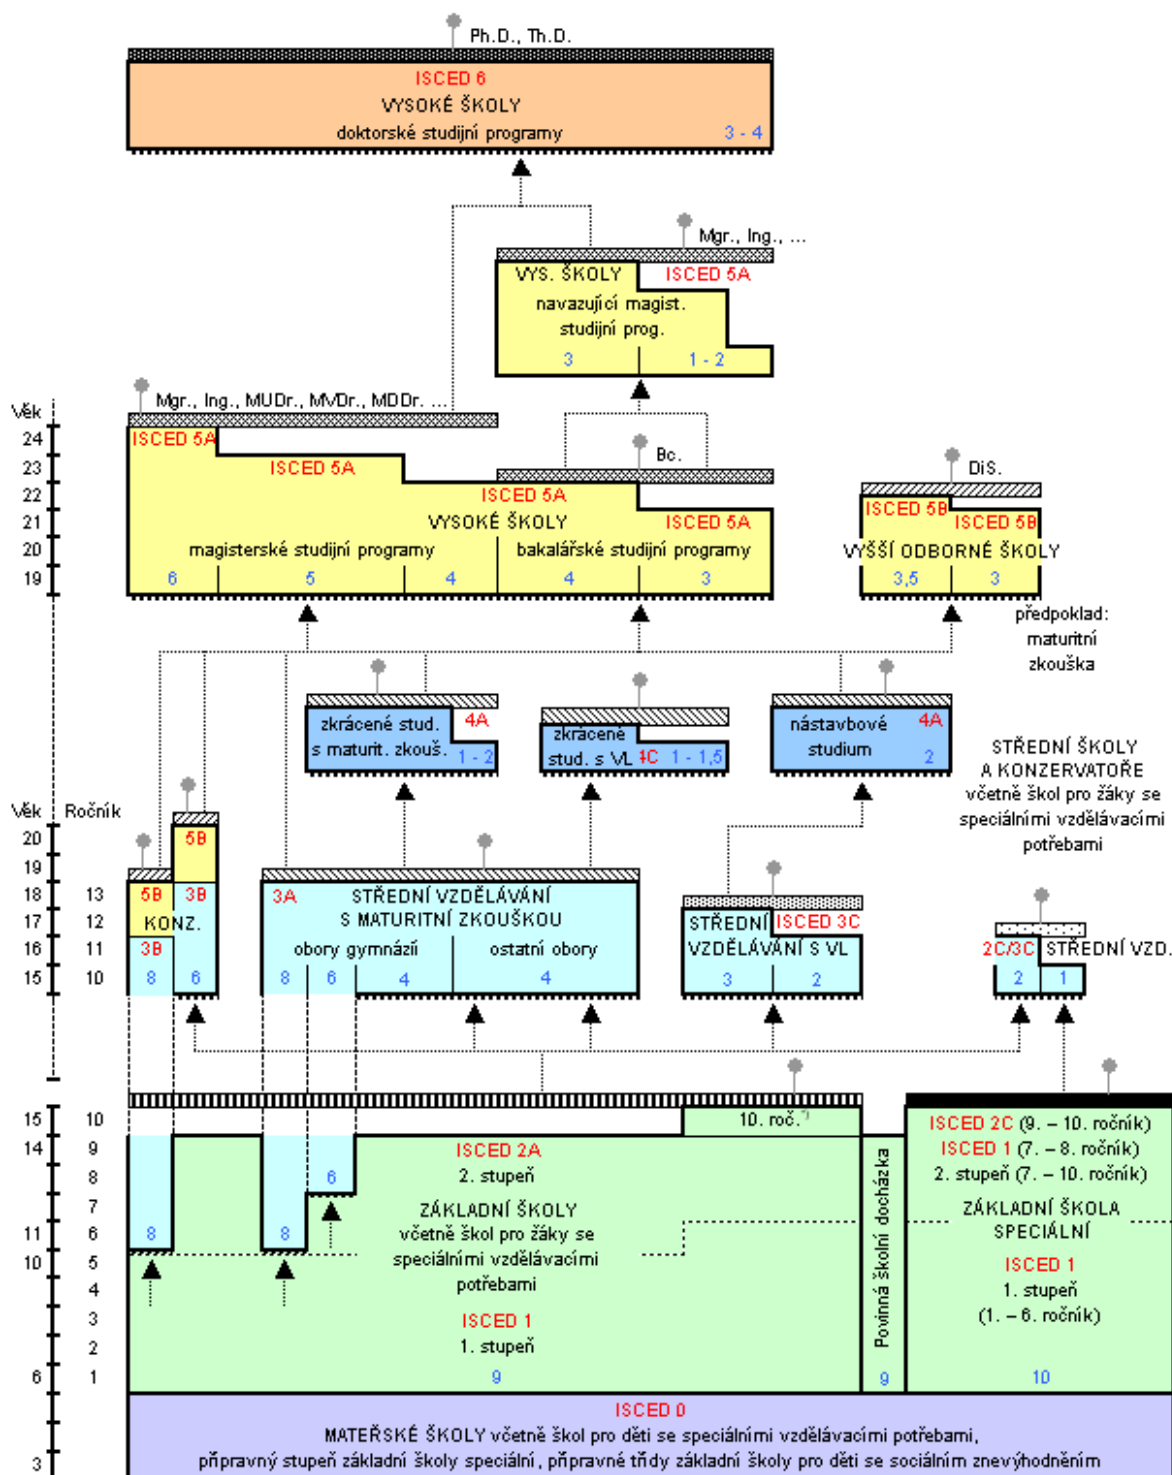 Ph.D., Th.D.
ISCED 6
VYSOKÉ ŠKOLY
doktorské studijní programy 3 - 4
Mgr., Ing., ...
VYS. ŠKOLY ISCED 5A
navazující magist.
studijní prog.
3 1 - 2
Mgr., Ing., MUDr., MVDr., MDDr. ...
Věk
24 ISCED 5A
Bc.
DiS.
23 ISCED 5A
22 ISCED 5A ISCED 5B
21 VYSOKÉ ŠKOLY ISCED 5A ISCED 5B
20 magisterské studijní programy bakalářské studijní programy VYŠŠÍ ODBORNÉ ŠKOLY
19 6 5 4 4 3 3,5 3
předpoklad:
maturitní
zkouška
zkrácené stud. 4A
s maturit. zkouš. 1 - 2
zkrácené
stud. s VL 4C 1 - 1,5
nástavbové 4A
studium 2
STŘEDNÍ ŠKOLY
A KONZERVATOŘE
včetně škol pro žáky se
speciálními vzdělávacími
potřebami
Věk Ročník
20 5B
19
18 13 5B 3B 3A STŘEDNÍ VZDĚLÁVÁNÍ
17 12 KONZ. S MATURITNÍ ZKOUŠKOU STŘEDNÍ ISCED 3C
16 11 3B obory gymnázií ostatní obory VZDĚLÁVÁNÍ S VL 2C/3C STŘEDNÍ VZD.
15 10 8 6 8 6 4 4 3 2 2 1
15 10 10. roč.*) ISCED 2C (9. – 10. ročník)
14 9 ISCED 2A ISCED 1 (7. – 8. ročník)
8 6 2. stupeň 2. stupeň (7. – 10. ročník)
7 ZÁKLADNÍ ŠKOLY ZÁKLADNÍ ŠKOLA
11 6 8 8 včetně škol pro žáky se SPECIÁLNÍ
10 5 speciálními vzdělávacími ISCED 1
4 potřebami 1. stupeň
3 ISCED 1 (1. – 6. ročník)
2 1. stupeň
Povinná školní docházka
6 1 9 9 10
ISCED 0
MATEŘSKÉ ŠKOLY včetně škol pro děti se speciálními vzdělávacími potřebami,
3 přípravný stupeň základní školy speciální, přípravné třídy základní školy pro děti se sociálním znevýhodněním